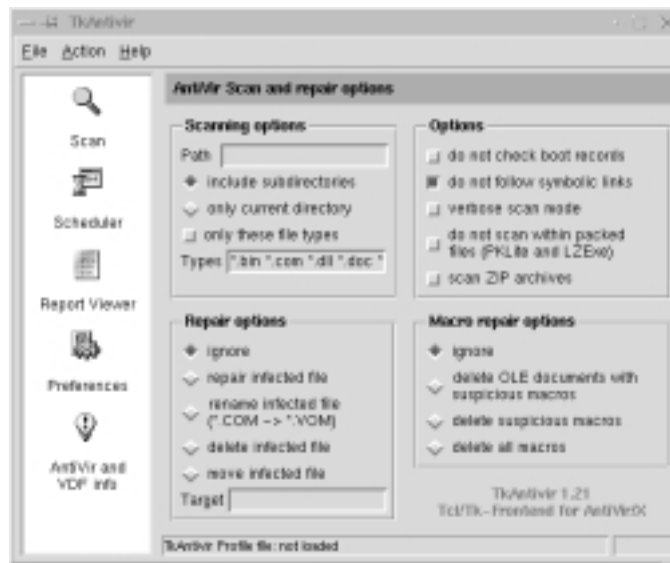 TkAntivir
File Action Help
Scan
Scheduler
Report Viewer
Preferences
AntiVir and
VDF info
AntiVir Scan and repair options
Scanning options
Path
include subdirectories
only current directory
only these file types
Types *.bin *.com *.dll *.doc *
Options
do not check boot records
do not follow symbolic links
verbose scan mode
do not scan within packed
files (PKLite and LZExe)
scan ZIP archives
Repair options
ignore
repair infected file
rename infected file
(*.COM -> *.VOM)
delete infected file
move infected file
Target
Macro repair options
ignore
delete OLE documents with
suspicious macros
delete suspicious macros
delete all macros
TkAntivir 1.21
Tcl/Tk-Frontend for AntiVir/X
TkAntivir Profile file: not loaded